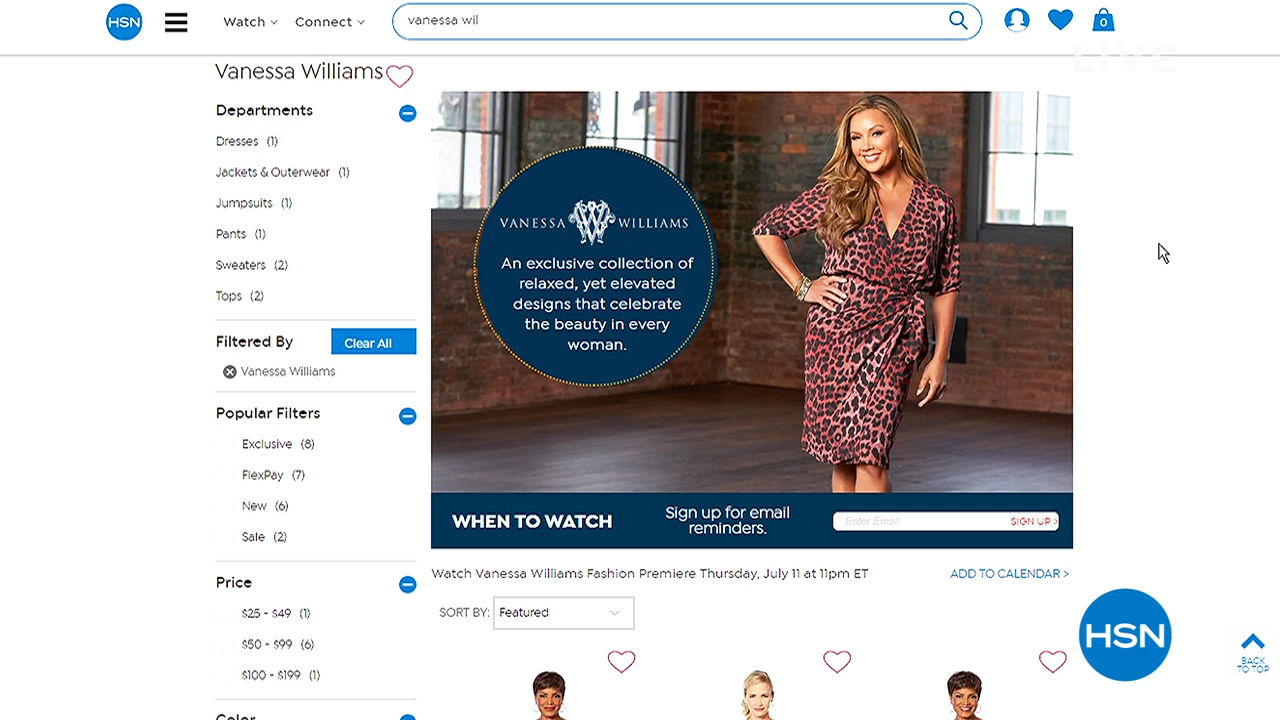 HSN
Watch
Connect
vanessa wil
0
LIVE
Vanessa Williams
Departments
Dresses (1)
Jackets & Outerwear (1)
Jumpsuits (1)
Pants (1)
Sweaters (2)
Tops (2)
Filtered By
Clear All
Vanessa Williams
Popular Filters
Exclusive (8)
FlexPay (7)
New (6)
Sale (2)
Price
$25 - $49 (1)
$50 - $99 (6)
$100 - $199 (1)
Color
VANESSA W WILLIAMS
An exclusive collection of
relaxed, yet elevated
designs that celebrate
the beauty in every
woman.
WHEN TO WATCH
Sign up for email
reminders.
Enter Email
SIGN UP >
Watch Vanessa Williams Fashion Premiere Thursday, July 11 at 11pm ET
ADD TO CALENDAR >
SORT BY: Featured
HSN
BACK
TO TOP